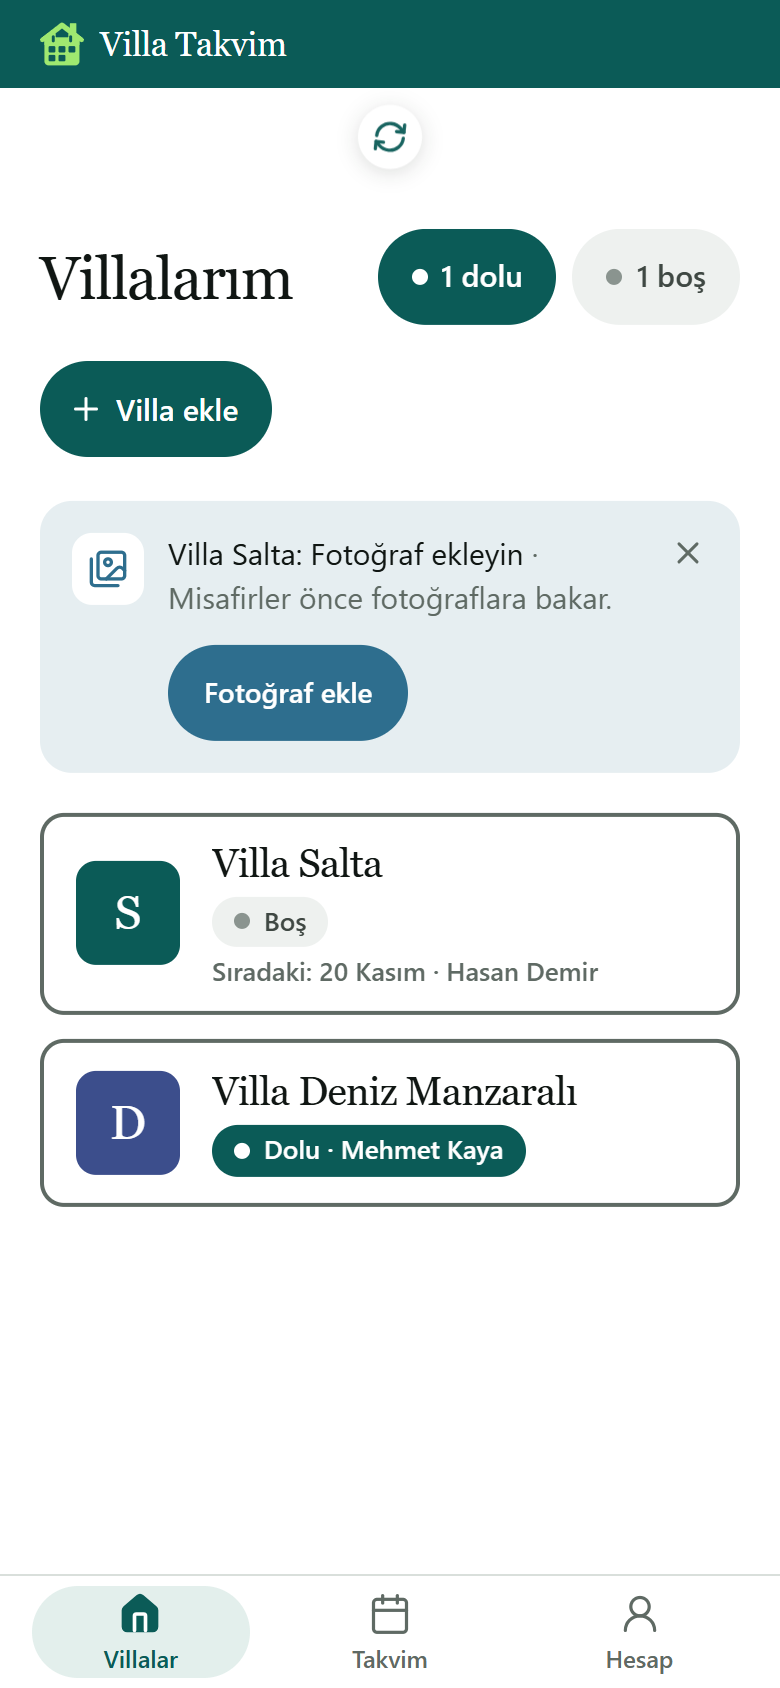 Villa Takvim
Villalarım
1 dolu
1 boş
Villa ekle
Villa Salta: Fotoğraf ekleyin ·
Misafirler önce fotoğraflara bakar.
Fotoğraf ekle
S
Villa Salta
Boş
Sıradaki: 20 Kasım · Hasan Demir
D
Villa Deniz Manzaralı
Dolu · Mehmet Kaya
Villalar
Takvim
Hesap